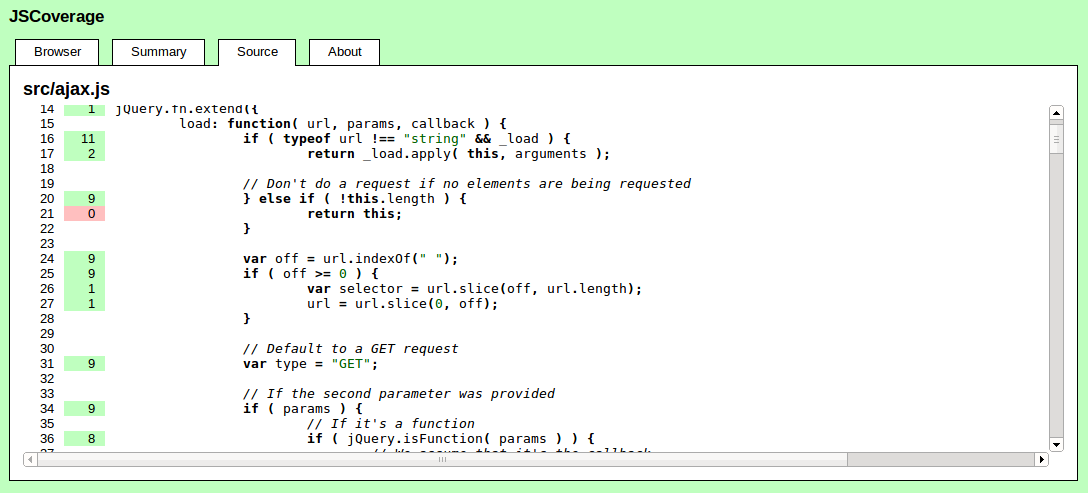 JSCoverage
Browser Summary Source About
src/ajax.js
14 1 jQuery.fn.extend({
15 load: function( url, params, callback ) {
16 11 if ( typeof url !== "string" && _load ) {
17 2 return _load.apply( this, arguments );
18
19 // Don't do a request if no elements are being requested
20 9 } else if ( !this.length ) {
21 0 return this;
22 }
23
24 9 var off = url.indexOf(" ");
25 9 if ( off >= 0 ) {
26 1 var selector = url.slice(off, url.length);
27 1 url = url.slice(0, off);
28 }
29
30 // Default to a GET request
31 9 var type = "GET";
32
33 // If the second parameter was provided
34 9 if ( params ) {
35 // If it's a function
36 8 if ( jQuery.isFunction( params ) ) {
37 // We assume that it's the callback